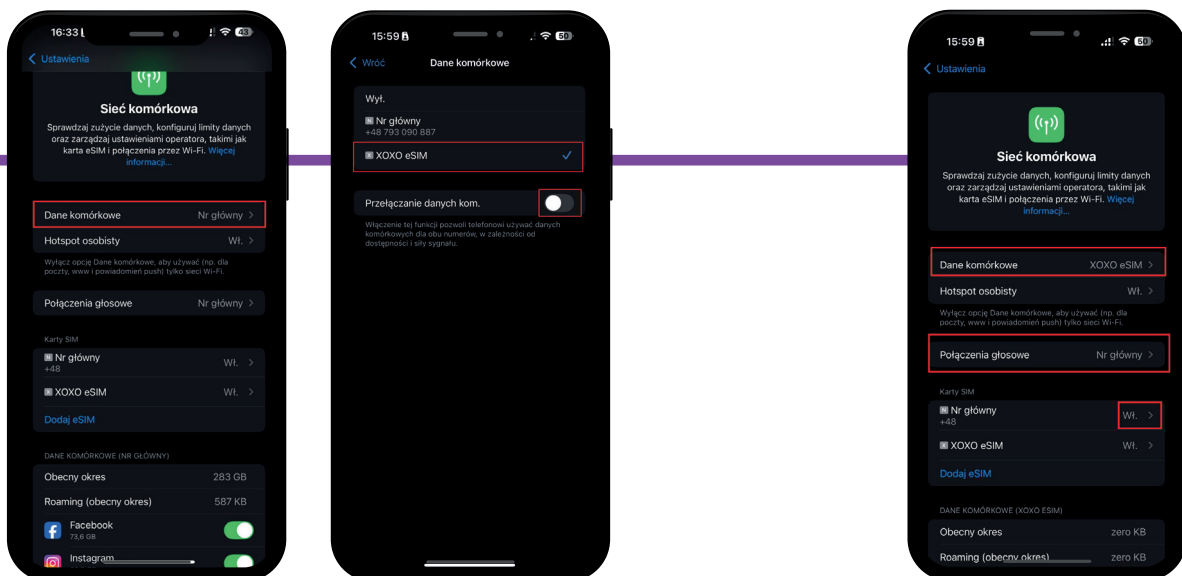 16:33
43
Ustawienia
Sieć komórkowa
Sprawdzaj zużycie danych, konfiguruj limity danych
oraz zarządzaj ustawieniami operatora, takimi jak
karta eSIM i połączenia przez Wi-Fi. Więcej
informacji...
Dane komórkowe Nr główny
Hotspot osobisty Wł.
Wyłącz opcję Dane komórkowe, aby używać (np. dla
poczty, www i powiadomień push) tylko sieci Wi-Fi.
Połączenia głosowe Nr główny
Karty SIM
N Nr główny Wł.
+48
X XOXO eSIM Wł.
Dodaj eSIM
DANE KOMÓRKOWE (NR GŁÓWNY)
Obecny okres 283 GB
Roaming (obecny okres) 587 KB
Facebook
73,6 GB
Instagram
15:59
50
Wróć Dane komórkowe
Wył.
N Nr główny
+48 793 090 887
X XOXO eSIM
Przełączanie danych kom.
Włączenie tej funkcji pozwoli telefonowi używać danych
komórkowych dla obu numerów, w zależności od
dostępności i siły sygnału.
15:59
50
Ustawienia
Sieć komórkowa
Sprawdzaj zużycie danych, konfiguruj limity danych
oraz zarządzaj ustawieniami operatora, takimi jak
karta eSIM i połączenia przez Wi-Fi. Więcej
informacji...
Dane komórkowe XOXO eSIM
Hotspot osobisty Wł.
Wyłącz opcję Dane komórkowe, aby używać (np. dla
poczty, www i powiadomień push) tylko sieci Wi-Fi.
Połączenia głosowe Nr główny
Karty SIM
N Nr główny Wł.
+48
X XOXO eSIM Wł.
Dodaj eSIM
DANE KOMÓRKOWE (XOXO ESIM)
Obecny okres zero KB
Roaming (obecny okres) zero KB